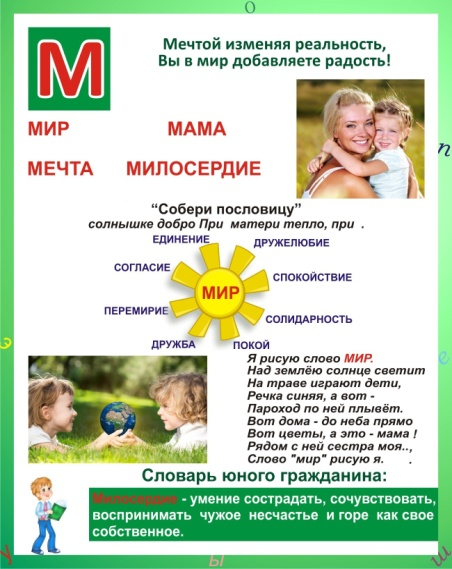 М
Мечтой изменяя реальность,
Вы в мир добавляете радость!
МИР МАМА
МЕЧТА МИЛОСЕРДИЕ
“Собери пословицу”
солнышке добро При матери тепло, при .
ЕДИНЕНИЕ
ДРУЖЕЛЮБИЕ
СОГЛАСИЕ
СПОКОЙСТВИЕ
МИР
ПЕРЕМИРИЕ
СОЛИДАРНОСТЬ
ДРУЖБА
ПОКОЙ
Я рисую слово МИР.
Над землёю солнце светит
На траве играют дети,
Речка синяя, а вот -
Пароход по ней плывёт.
Вот дома - до неба прямо
Вот цветы, а это - мама !
Рядом с ней сестра моя..,
Слово "мир" рисую я. .
Словарь юного гражданина:
Милосердие - умение сострадать, сочувствовать,
воспринимать чужое несчастье и горе как свое
собственное.
о
п
е
у
ы
ш